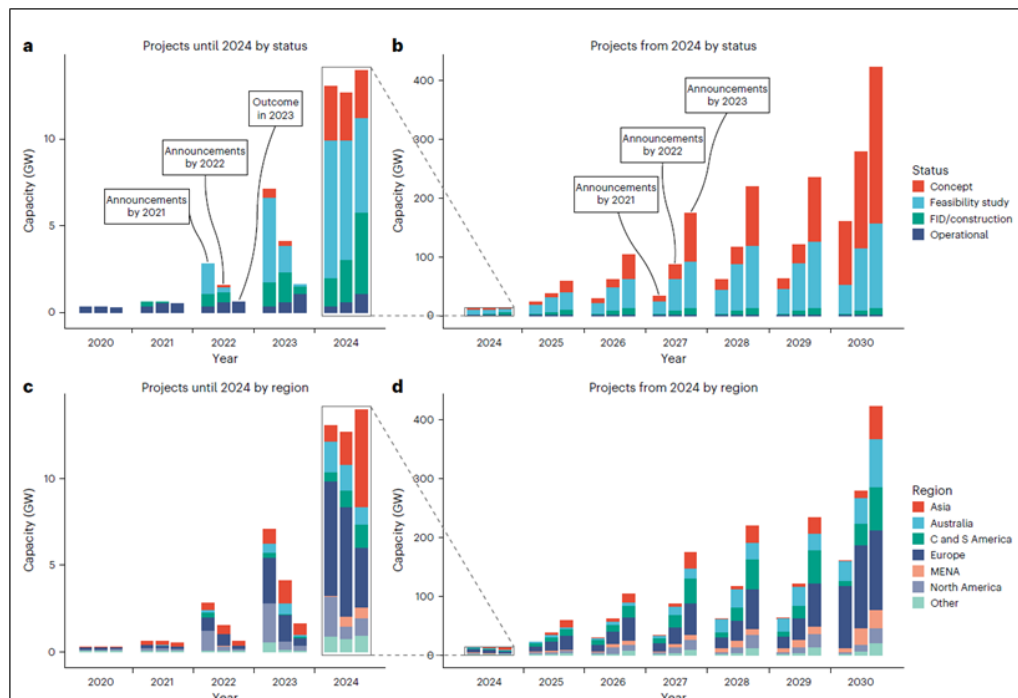 a
Projects until 2024 by status
Capacity (GW)
10
5
0
2020
2021
2022
2023
2024
Year
Announcements
by 2021
Announcements
by 2022
Outcome
in 2023
b
Projects from 2024 by status
Capacity (GW)
400
300
200
100
0
2024
2025
2026
2027
2028
2029
2030
Year
Announcements
by 2021
Announcements
by 2022
Announcements
by 2023
Status
Concept
Feasibility study
FID/construction
Operational
c
Projects until 2024 by region
Capacity (GW)
10
5
0
2020
2021
2022
2023
2024
Year
d
Projects from 2024 by region
Capacity (GW)
400
300
200
100
0
2024
2025
2026
2027
2028
2029
2030
Year
Region
Asia
Australia
C and S America
Europe
MENA
North America
Other